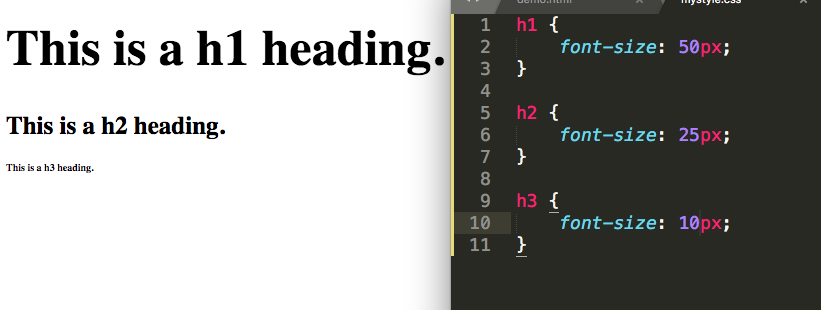 This is a h1 heading.
This is a h2 heading.
This is a h3 heading.
demo.html
mystyle.css
1 h1 {
2 font-size: 50px;
3 }
4
5 h2 {
6 font-size: 25px;
7 }
8
9 h3 {
10 font-size: 10px;
11 }